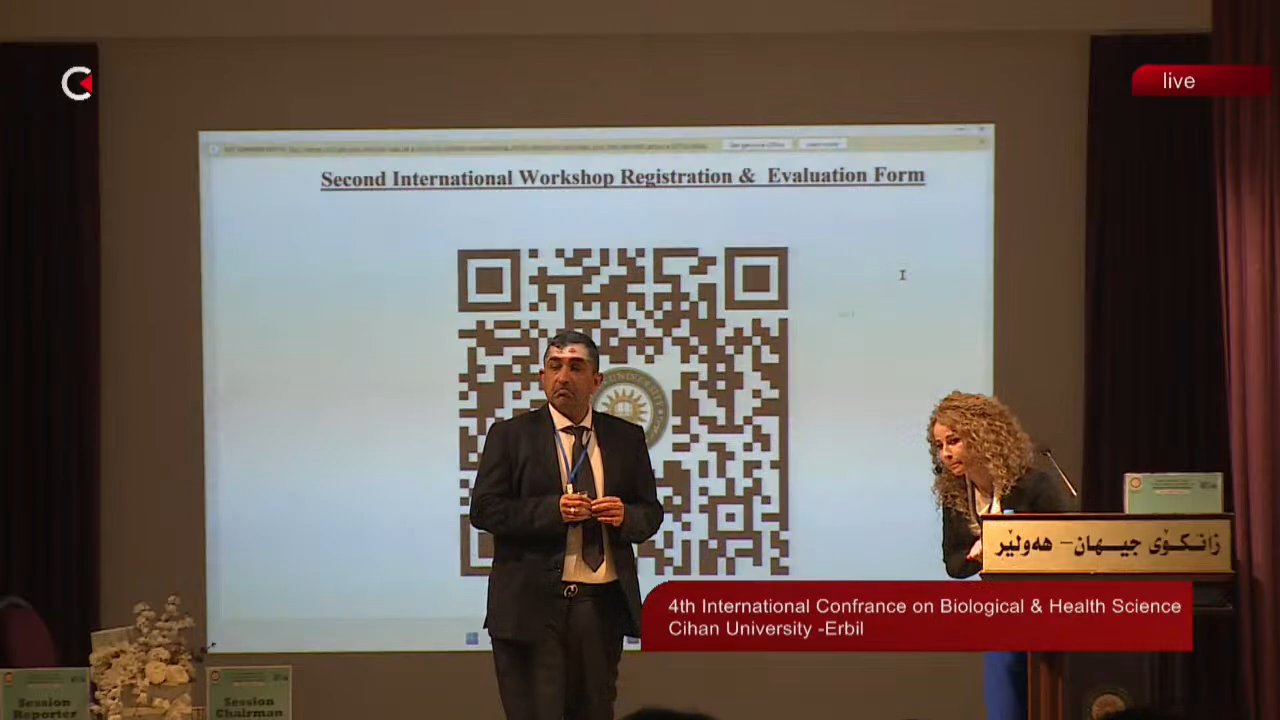 live
Second International Workshop Registration & Evaluation Form
UNIVERSITY
زانكۆی جیهان - هەولێر
4th International Confrance on Biological & Health Science
Cihan University -Erbil
Session
Reporter
Session
Chairman